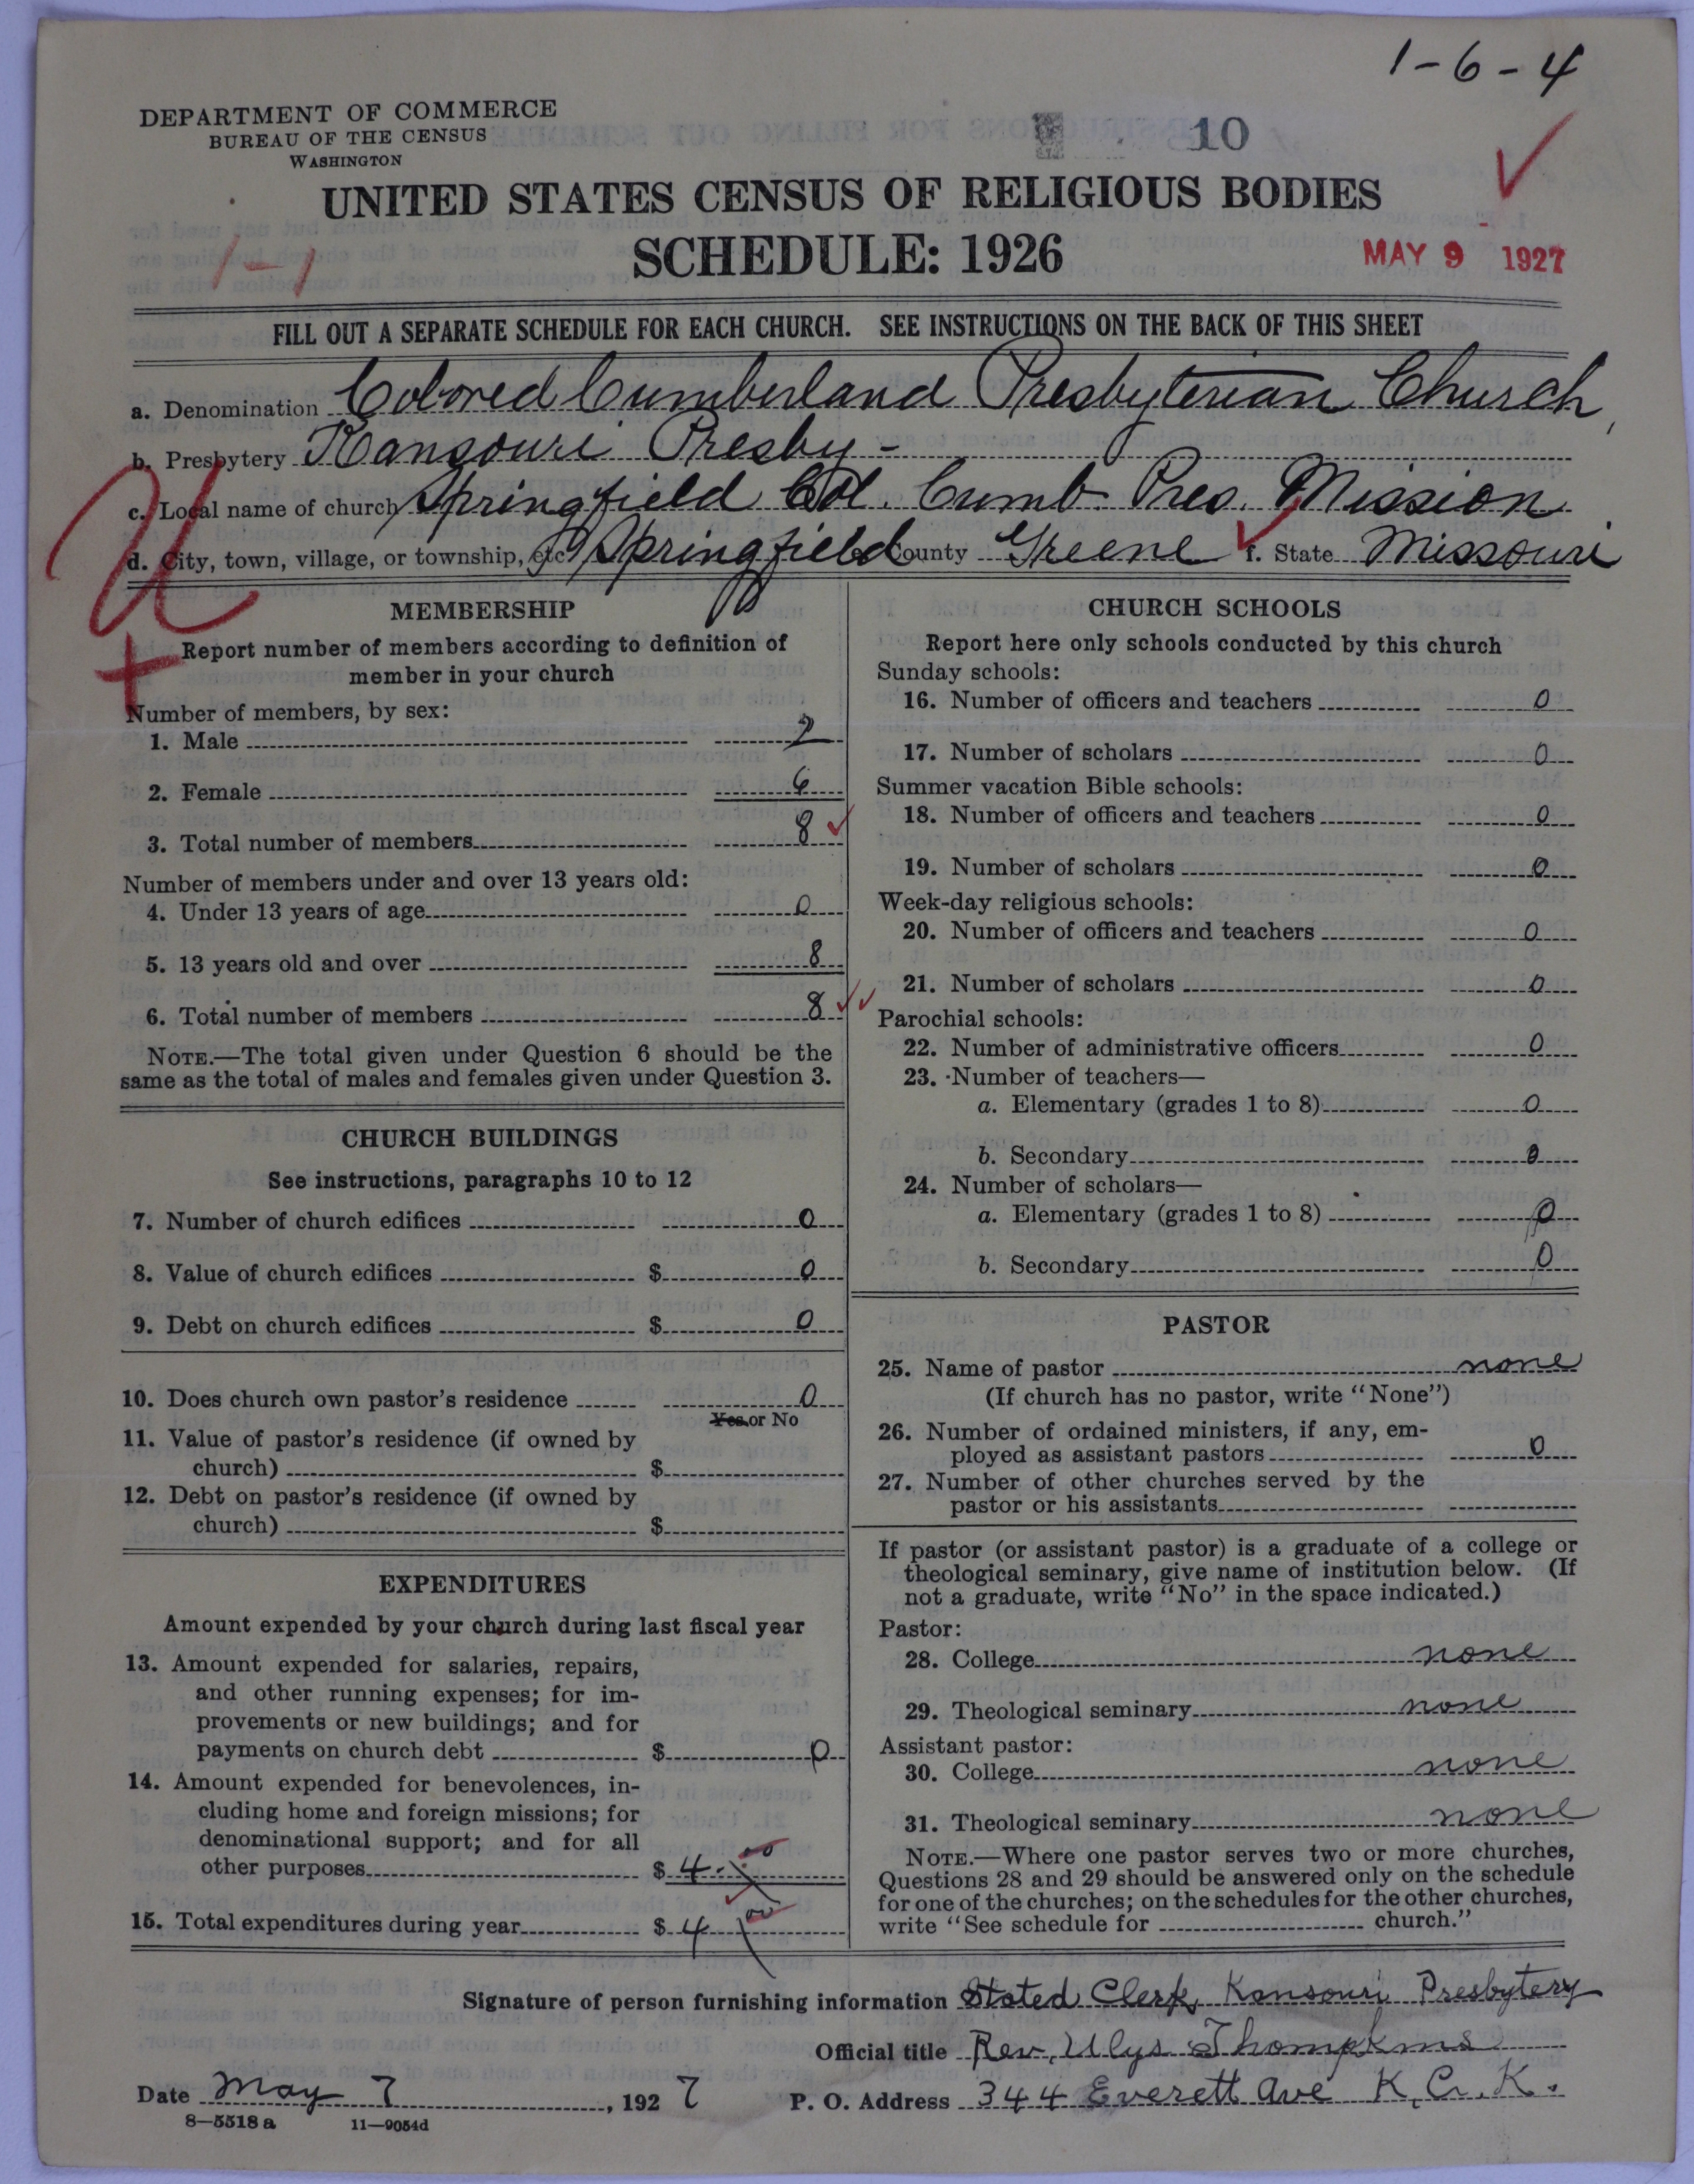 1-6-4
DEPARTMENT OF COMMERCE
BUREAU OF THE CENSUS
WASHINGTON
10
UNITED STATES CENSUS OF RELIGIOUS BODIES
SCHEDULE: 1926
1-1
MAY 9 1927
FILL OUT A SEPARATE SCHEDULE FOR EACH CHURCH. SEE INSTRUCTIONS ON THE BACK OF THIS SHEET
a. Denomination Colored Cumberland Presbyterian Church,
b. Presbytery Kansouri Presby-
c. Local name of church Springfield Col. Cumb. Pres. Mission
d. City, town, village, or township, etc. Springfield County Greene f. State Missouri
MEMBERSHIP
Report number of members according to definition of
member in your church
Number of members, by sex:
1. Male 2
2. Female 6
3. Total number of members 8
Number of members under and over 13 years old:
4. Under 13 years of age 0
5. 13 years old and over 8
6. Total number of members 8
NOTE.—The total given under Question 6 should be the
same as the total of males and females given under Question 3.
CHURCH BUILDINGS
See instructions, paragraphs 10 to 12
7. Number of church edifices 0
8. Value of church edifices $ 0
9. Debt on church edifices $ 0
10. Does church own pastor's residence 0
Yes or No
11. Value of pastor's residence (if owned by
church) $
12. Debt on pastor's residence (if owned by
church) $
EXPENDITURES
Amount expended by your church during last fiscal year
13. Amount expended for salaries, repairs,
and other running expenses; for im-
provements or new buildings; and for
payments on church debt $ 0
14. Amount expended for benevolences, in-
cluding home and foreign missions; for
denominational support; and for all
other purposes $ 4.00
15. Total expenditures during year $ 4 00
CHURCH SCHOOLS
Report here only schools conducted by this church
Sunday schools:
16. Number of officers and teachers 0
17. Number of scholars 0
Summer vacation Bible schools:
18. Number of officers and teachers 0
19. Number of scholars 0
Week-day religious schools:
20. Number of officers and teachers 0
21. Number of scholars 0
Parochial schools:
22. Number of administrative officers 0
23. Number of teachers—
a. Elementary (grades 1 to 8) 0
b. Secondary 0
24. Number of scholars—
a. Elementary (grades 1 to 8) 0
b. Secondary 0
PASTOR
25. Name of pastor none
(If church has no pastor, write "None")
26. Number of ordained ministers, if any, em-
ployed as assistant pastors 0
27. Number of other churches served by the
pastor or his assistants
If pastor (or assistant pastor) is a graduate of a college or
theological seminary, give name of institution below. (If
not a graduate, write "No" in the space indicated.)
Pastor:
28. College none
29. Theological seminary none
Assistant pastor:
30. College none
31. Theological seminary none
NOTE.—Where one pastor serves two or more churches,
Questions 28 and 29 should be answered only on the schedule
for one of the churches; on the schedules for the other churches,
write "See schedule for church."
Signature of person furnishing information Stated Clerk Kansouri Presbytery
Official title Rev. Ulys Thompkins
Date May 7, 1927 P. O. Address 344 Everett Ave K. C. K.
8—5518 a 11—9054d